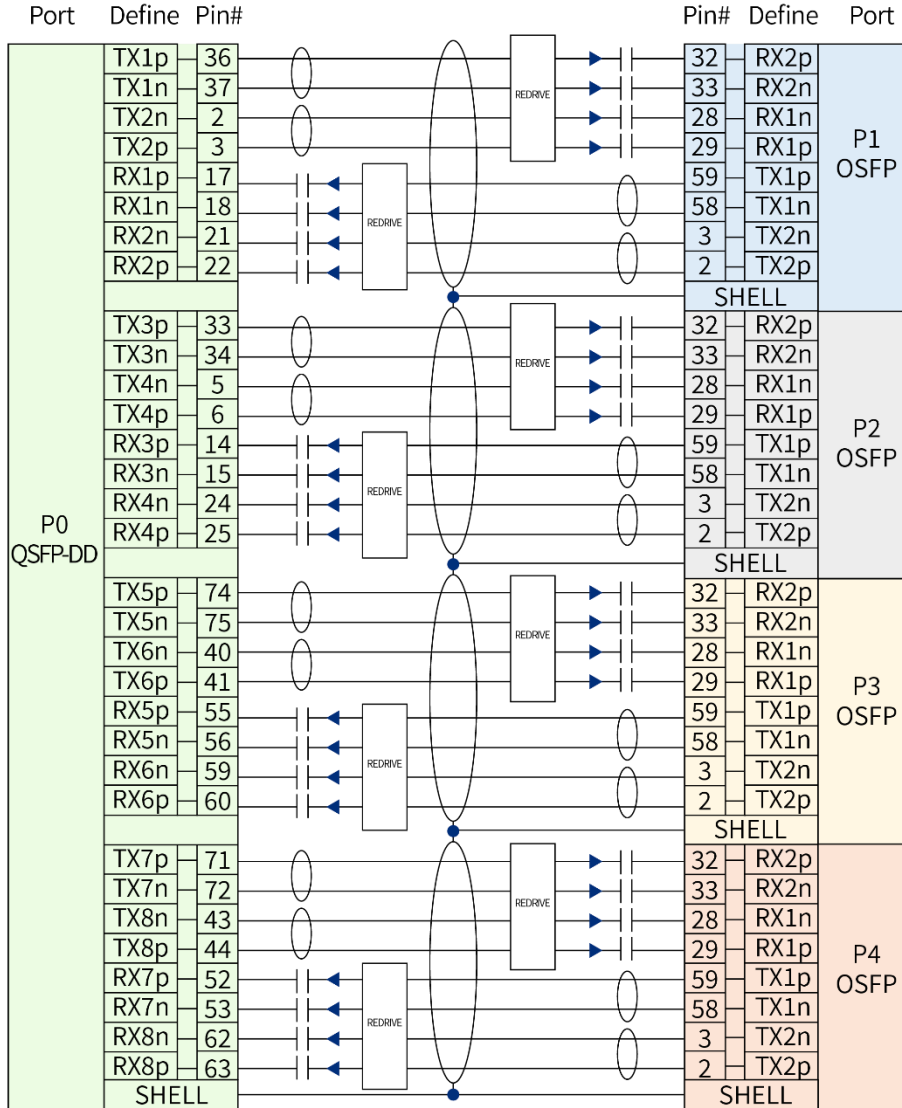 Port Define Pin# Pin# Define Port
TX1p 36 32 RX2p
TX1n 37 REDRIVE 33 RX2n
TX2n 2 28 RX1n
TX2p 3 29 RX1p P1
RX1p 17 59 TX1p OSFP
RX1n 18 REDRIVE 58 TX1n
RX2n 21 3 TX2n
RX2p 22 2 TX2p
SHELL
TX3p 33 32 RX2p
TX3n 34 REDRIVE 33 RX2n
TX4n 5 28 RX1n
TX4p 6 29 RX1p P2
RX3p 14 59 TX1p OSFP
RX3n 15 REDRIVE 58 TX1n
RX4n 24 3 TX2n
P0 RX4p 25 2 TX2p
QSFP-DD SHELL
TX5p 74 32 RX2p
TX5n 75 REDRIVE 33 RX2n
TX6n 40 28 RX1n
TX6p 41 29 RX1p P3
RX5p 55 59 TX1p OSFP
RX5n 56 REDRIVE 58 TX1n
RX6n 59 3 TX2n
RX6p 60 2 TX2p
SHELL
TX7p 71 32 RX2p
TX7n 72 REDRIVE 33 RX2n
TX8n 43 28 RX1n
TX8p 44 29 RX1p P4
RX7p 52 59 TX1p OSFP
RX7n 53 REDRIVE 58 TX1n
RX8n 62 3 TX2n
RX8p 63 2 TX2p
SHELL SHELL